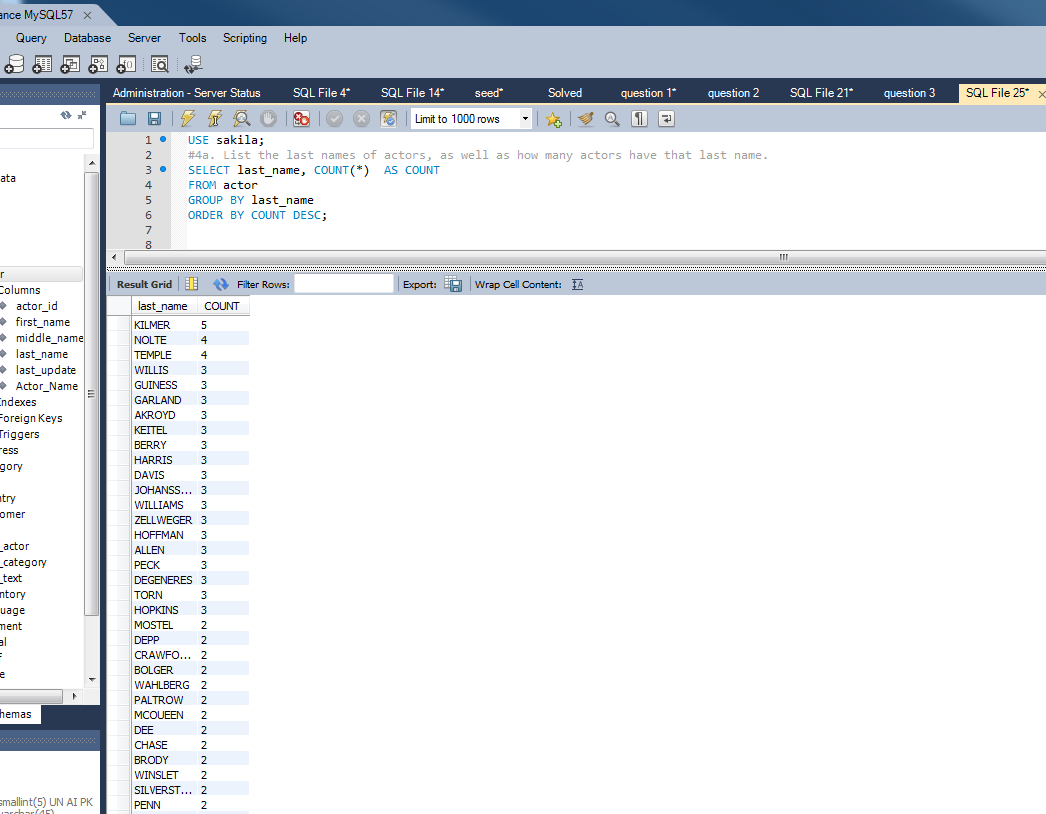 ance MySQL57
Query Database Server Tools Scripting Help
Administration - Server Status SQL File 4* SQL File 14* seed* Solved question 1* question 2 SQL File 21* question 3 SQL File 25*
Limit to 1000 rows
1 USE sakila;
2 #4a. List the last names of actors, as well as how many actors have that last name.
3 SELECT last_name, COUNT(*)  AS COUNT
4 FROM actor
5 GROUP BY last_name
6 ORDER BY COUNT DESC;
7
8
ata
r
Columns
actor_id
first_name
middle_name
last_name
last_update
Actor_Name
Indexes
Foreign Keys
Triggers
ress
gory
ntry
omer
_actor
_category
_text
ntory
uage
ment
al
f
e
hemas
smallint(5) UN AI PK
varchar(45)
Result Grid Filter Rows: Export: Wrap Cell Content:
last_name COUNT
KILMER 5
NOLTE 4
TEMPLE 4
WILLIS 3
GUINESS 3
GARLAND 3
AKROYD 3
KEITEL 3
BERRY 3
HARRIS 3
DAVIS 3
JOHANSS... 3
WILLIAMS 3
ZELLWEGER 3
HOFFMAN 3
ALLEN 3
PECK 3
DEGENERES 3
TORN 3
HOPKINS 3
MOSTEL 2
DEPP 2
CRAWFO... 2
BOLGER 2
WAHLBERG 2
PALTROW 2
MCQUEEN 2
DEE 2
CHASE 2
BRODY 2
WINSLET 2
SILVERST... 2
PENN 2